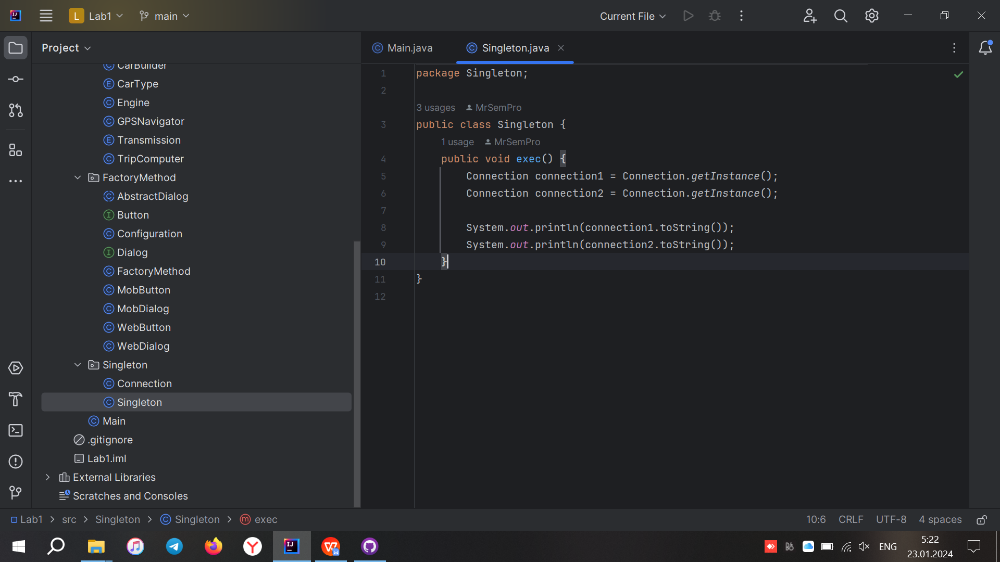 L Lab1 main Current File
Project
CarBuilder
E CarType
C Engine
C GPSNavigator
E Transmission
C TripComputer
FactoryMethod
C AbstractDialog
I Button
C Configuration
I Dialog
C FactoryMethod
C MobButton
C MobDialog
C WebButton
C WebDialog
Singleton
C Connection
C Singleton
C Main
.gitignore
Lab1.iml
External Libraries
Scratches and Consoles
C Main.java C Singleton.java
1 package Singleton;
2
3 usages MrSemPro
3 public class Singleton {
1 usage MrSemPro
4 public void exec() {
5 Connection connection1 = Connection.getInstance();
6 Connection connection2 = Connection.getInstance();
7
8 System.out.println(connection1.toString());
9 System.out.println(connection2.toString());
10 }
11 }
12
Lab1 > src > Singleton > C Singleton > m exec 10:6 CRLF UTF-8 4 spaces
ENG
5:22
23.01.2024